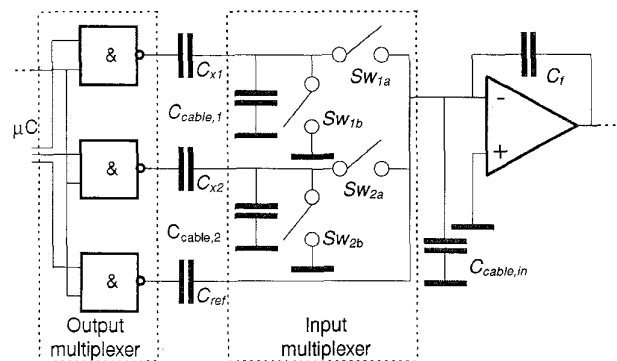 &
C_x1
Sw_1a
C_f
C_cable,1
Sw_1b
-
+
μC
&
C_x2
Sw_2a
C_cable,2
Sw_2b
C_cable,in
&
C_ref
Output
multiplexer
Input
multiplexer